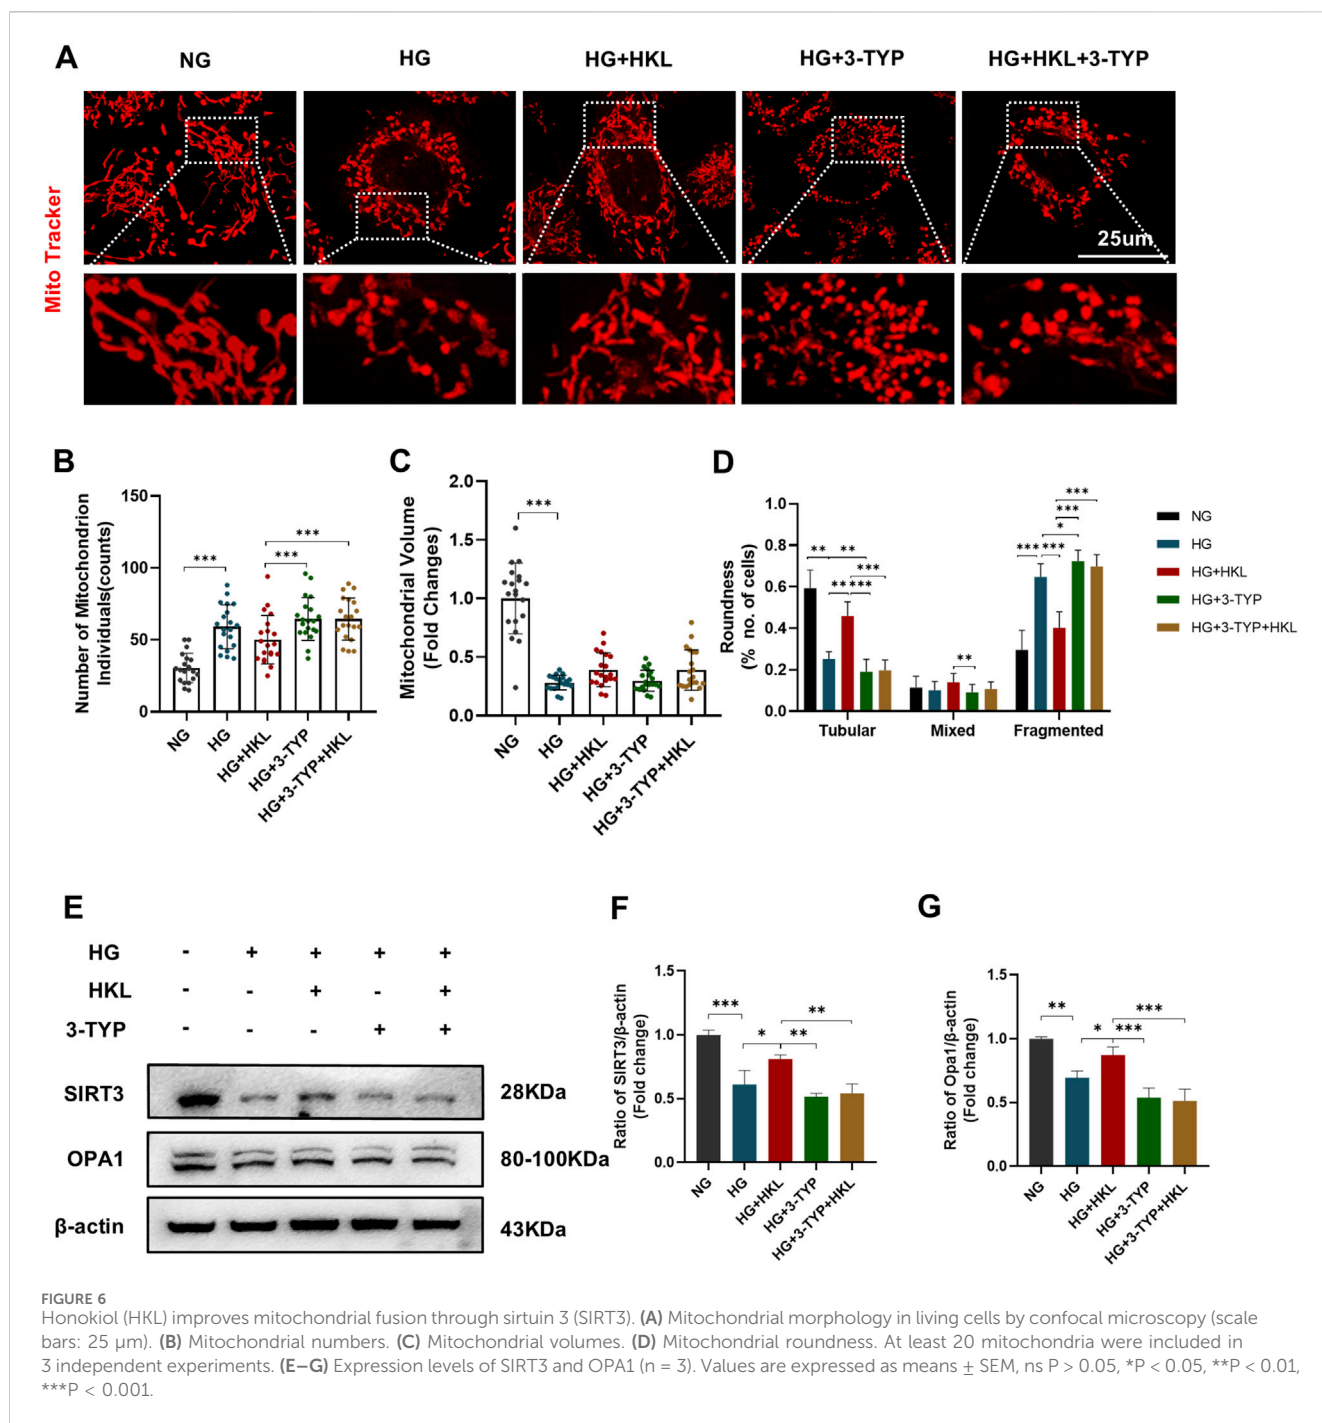 A
NG
HG
HG+HKL
HG+3-TYP
HG+HKL+3-TYP
Mito Tracker
25um
B
Number of Mitochondrion
Individuals(counts)
150
100
50
0
***
***
***
NG
HG
HG+HKL
HG+3-TYP
HG+3-TYP+HKL
C
Mitochondrial Volume
(Fold Changes)
2.0
1.5
1.0
0.5
0.0
***
NG
HG
HG+HKL
HG+3-TYP
HG+3-TYP+HKL
D
Roundness
(% no. of cells)
1.0
0.8
0.6
0.4
0.2
0.0
** **
***
** ***
**
***
***
*
*** ***
Tubular
Mixed
Fragmented
NG
HG
HG+HKL
HG+3-TYP
HG+3-TYP+HKL
E
HG - + + + +
HKL - - + - +
3-TYP - - - + +
SIRT3 28KDa
OPA1 80-100KDa
β-actin 43KDa
F
Ratio of SIRT3/β-actin
(Fold change)
1.5
1.0
0.5
0.0
***
**
* **
NG
HG
HG+HKL
HG+3-TYP
HG+3-TYP+HKL
G
Ratio of Opa1/β-actin
(Fold change)
1.5
1.0
0.5
0.0
**
***
* ***
NG
HG
HG+HKL
HG+3-TYP
HG+3-TYP+HKL
FIGURE 6
Honokiol (HKL) improves mitochondrial fusion through sirtuin 3 (SIRT3). (A) Mitochondrial morphology in living cells by confocal microscopy (scale
bars: 25 µm). (B) Mitochondrial numbers. (C) Mitochondrial volumes. (D) Mitochondrial roundness. At least 20 mitochondria were included in
3 independent experiments. (E–G) Expression levels of SIRT3 and OPA1 (n = 3). Values are expressed as means ± SEM, ns P > 0.05, *P < 0.05, **P < 0.01,
***P < 0.001.